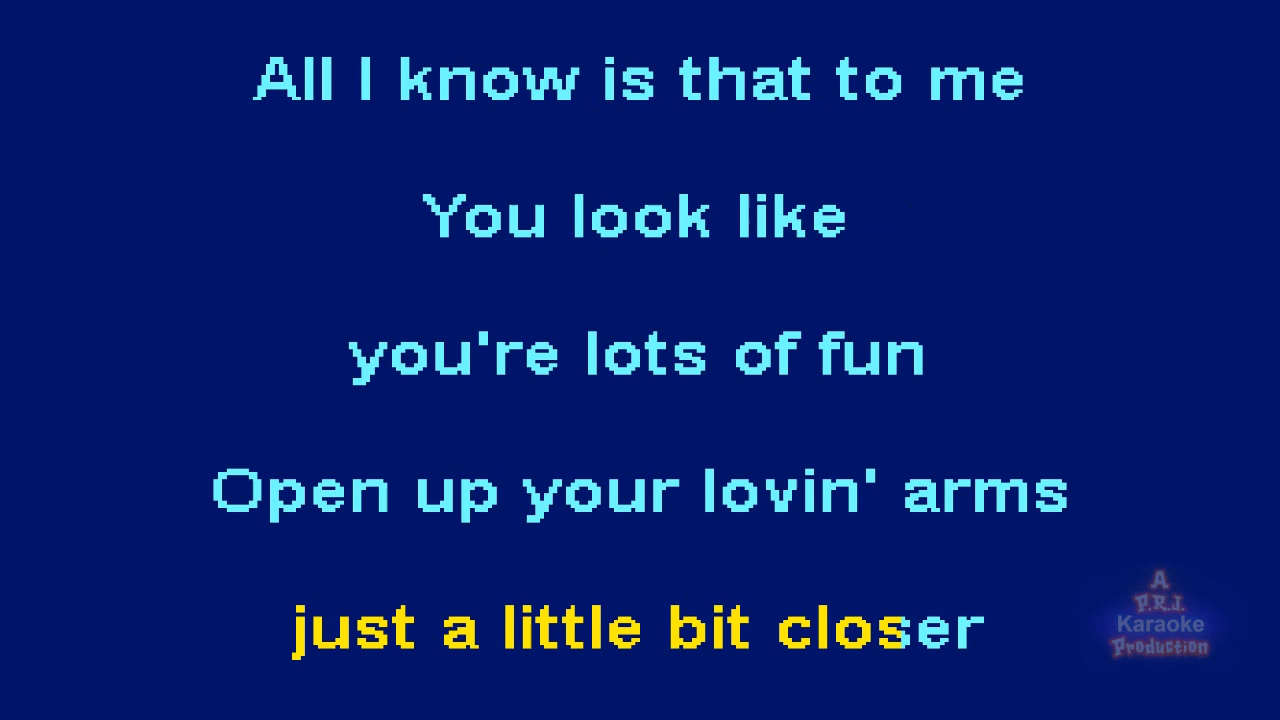 All I know is that to me
You look like
you're lots of fun
Open up your lovin' arms
just a little bit closer
A
P.R.J.
Karaoke
Production